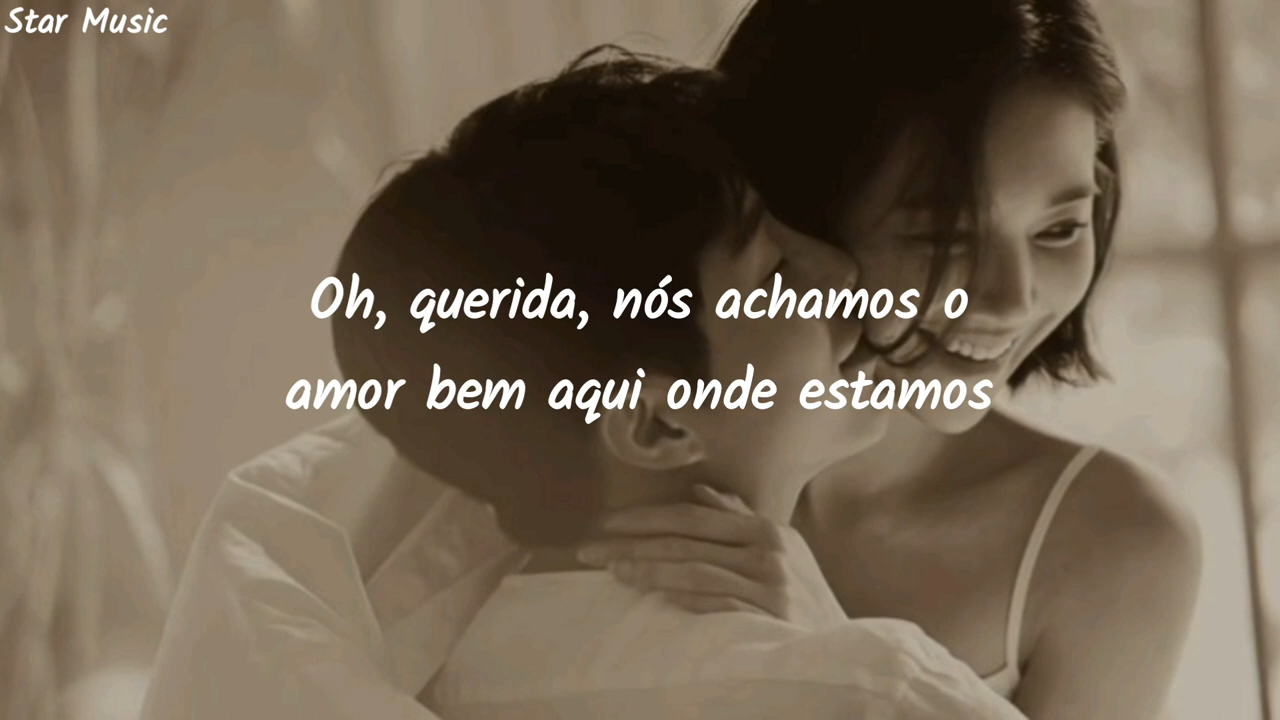 Star Music
Oh, querida, nós achamos o
amor bem aqui onde estamos